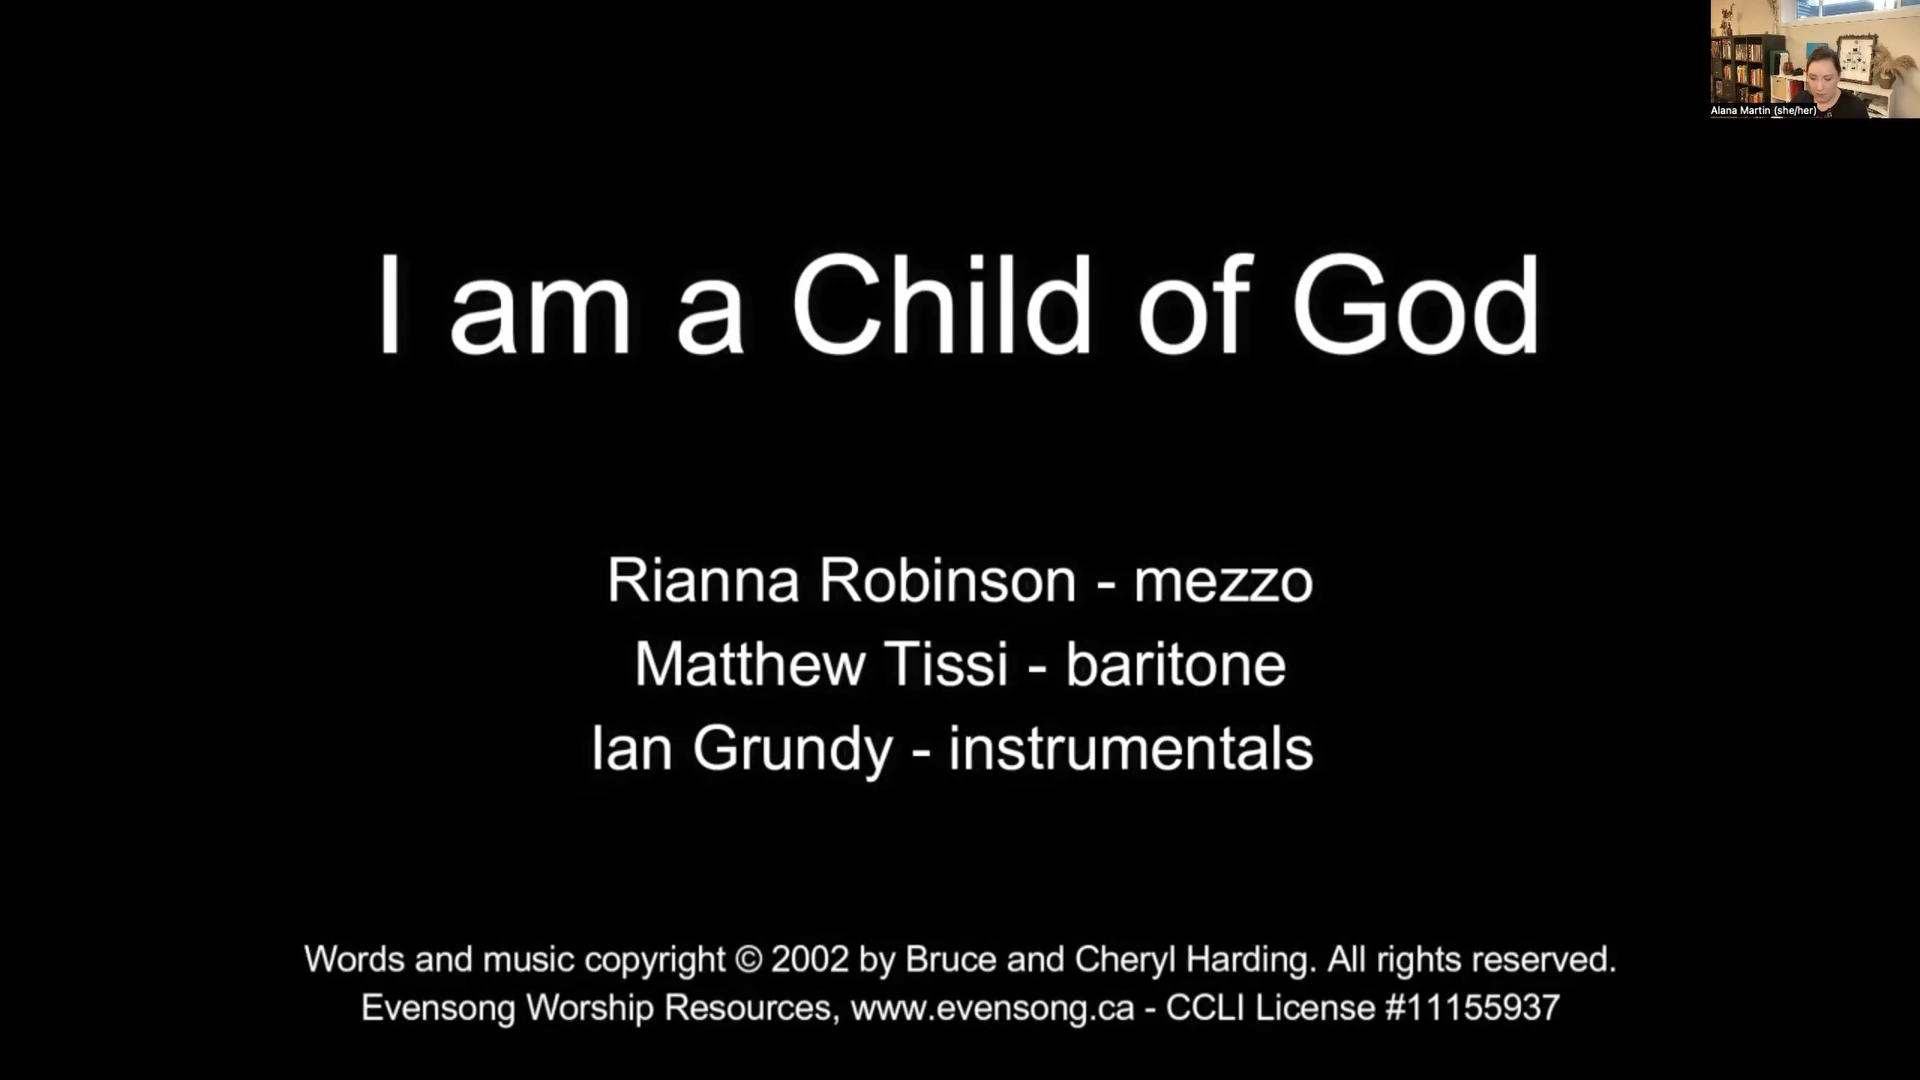 Alana Martin (she/her)
I am a Child of God
Rianna Robinson - mezzo
Matthew Tissi - baritone
Ian Grundy - instrumentals
Words and music copyright © 2002 by Bruce and Cheryl Harding. All rights reserved.
Evensong Worship Resources, www.evensong.ca - CCLI License #11155937